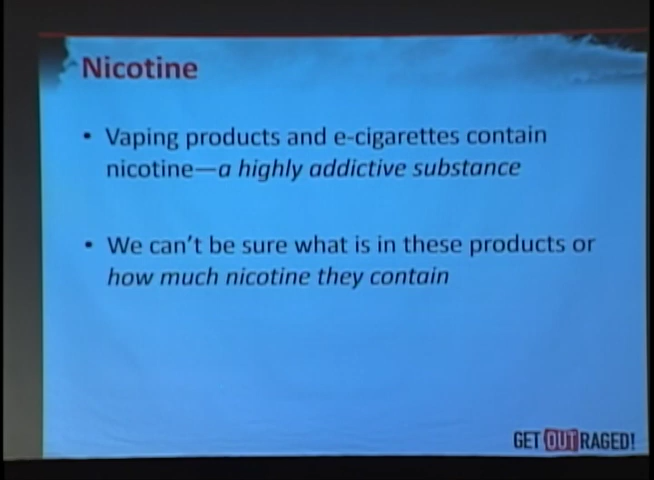 Nicotine
• Vaping products and e-cigarettes contain
nicotine—a highly addictive substance
• We can't be sure what is in these products or
how much nicotine they contain
GET OUTRAGED!